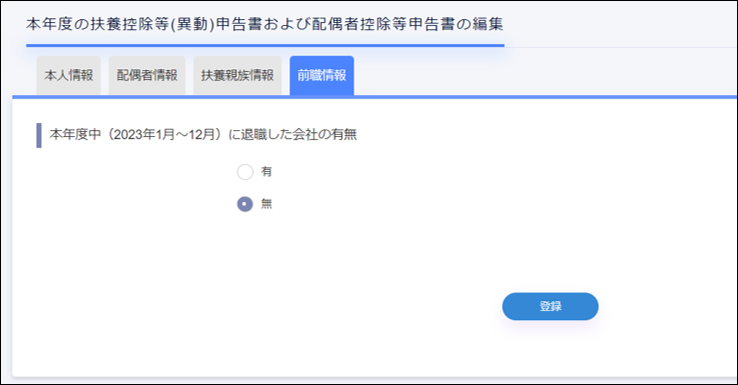 本年度の扶養控除等(異動)申告書および配偶者控除等申告書の編集
本人情報 配偶者情報 扶養親族情報 前職情報
本年度中（2023年1月～12月）に退職した会社の有無
有
無
登録